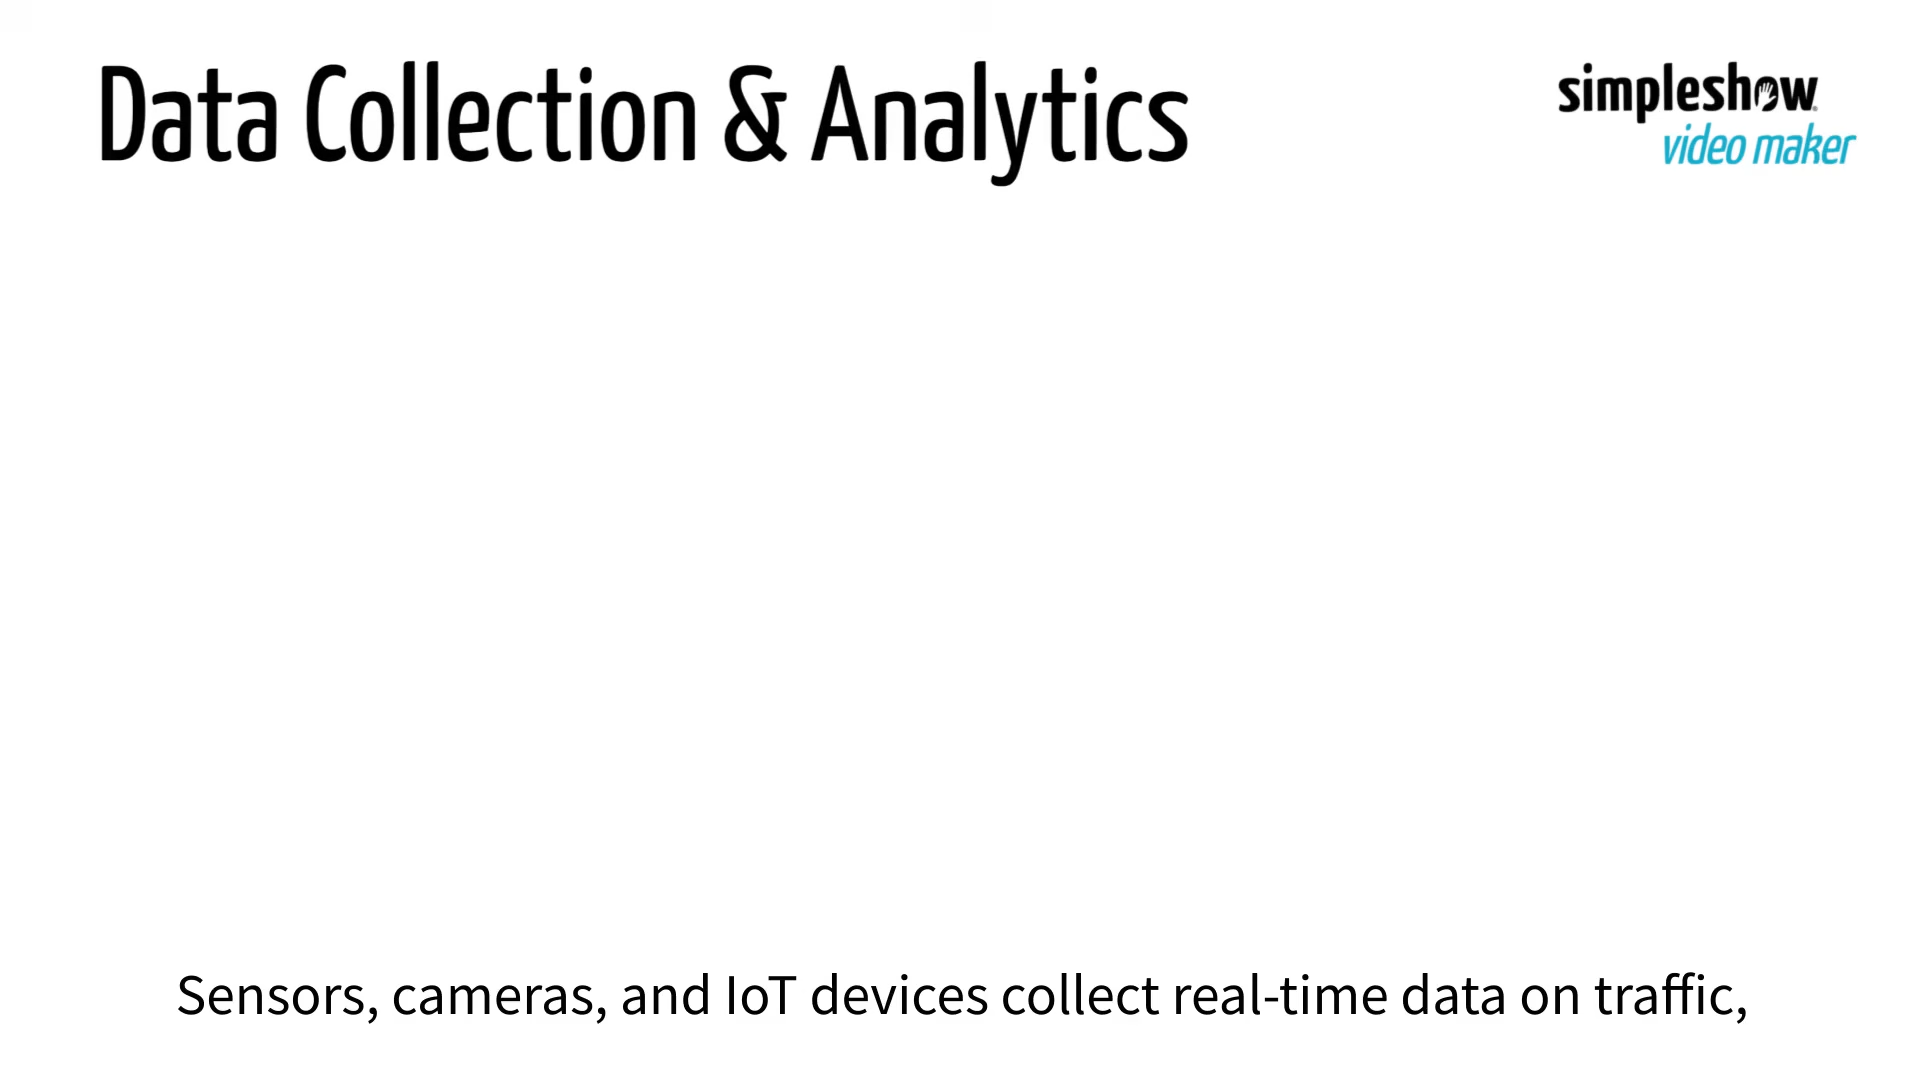 Data Collection & Analytics
simpleshow
video maker
Sensors, cameras, and IoT devices collect real-time data on traffic,